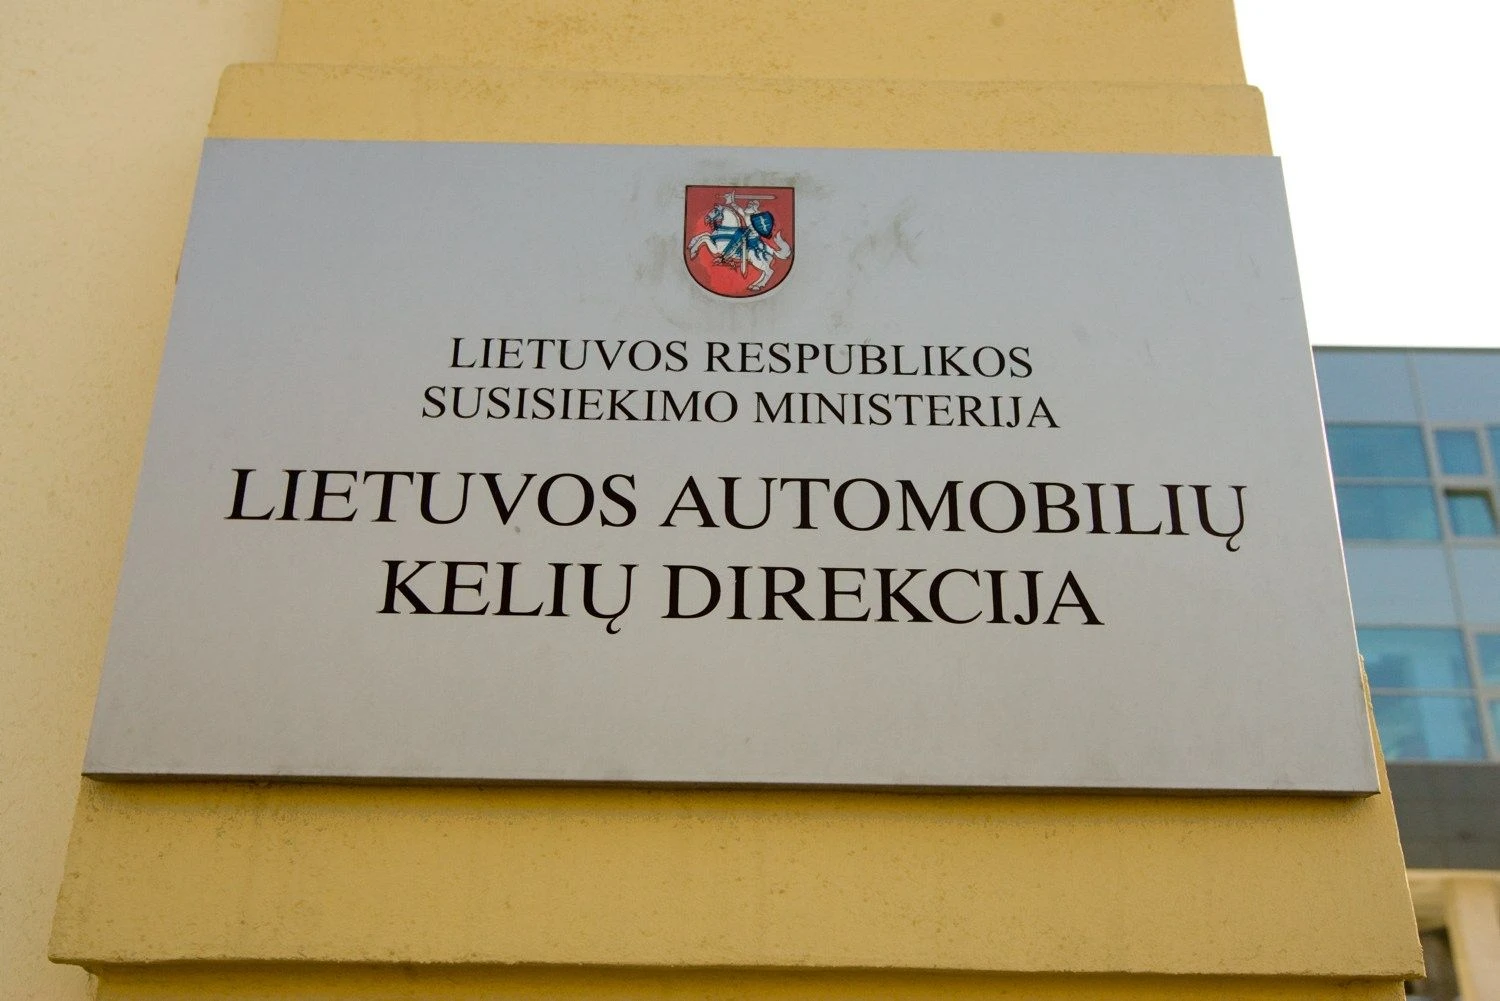 LIETUVOS RESPUBLIKOS
SUSISIEKIMO MINISTERIJA
LIETUVOS AUTOMOBILIŲ
KELIŲ DIREKCIJA